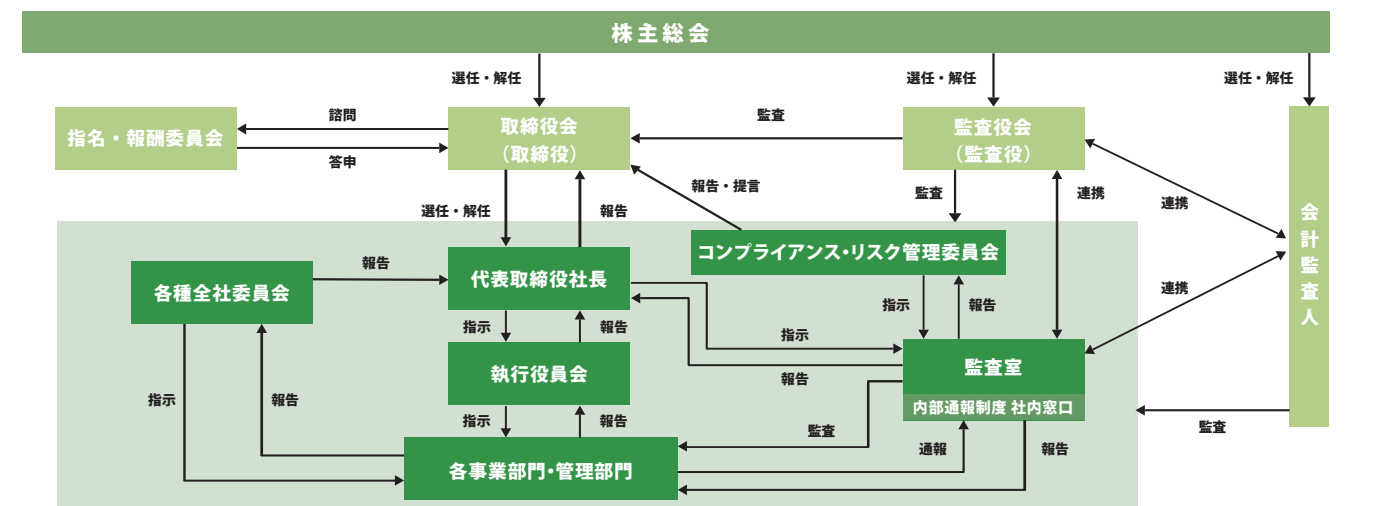 株主総会
選任・解任
選任・解任
選任・解任
指名・報酬委員会
諮問
答申
取締役会
（取締役）
監査
監査役会
（監査役）
選任・解任
報告
報告・提言
監査
連携
連携
会計監査人
コンプライアンス・リスク管理委員会
各種全社委員会
報告
代表取締役社長
指示
報告
指示
報告
連携
指示
報告
執行役員会
監査室
内部通報制度 社内窓口
指示
報告
指示
報告
監査
通報
報告
監査
各事業部門・管理部門